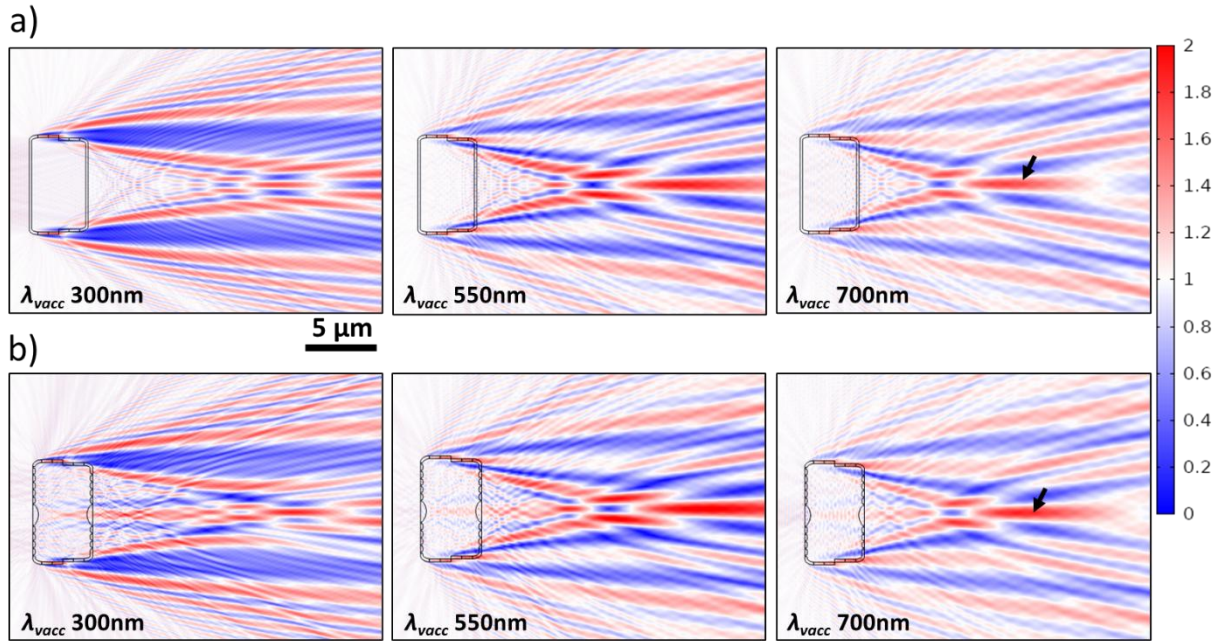 a)
λvacc 300nm
λvacc 550nm
λvacc 700nm
5 µm
b)
λvacc 300nm
λvacc 550nm
λvacc 700nm
2
1.8
1.6
1.4
1.2
1
0.8
0.6
0.4
0.2
0